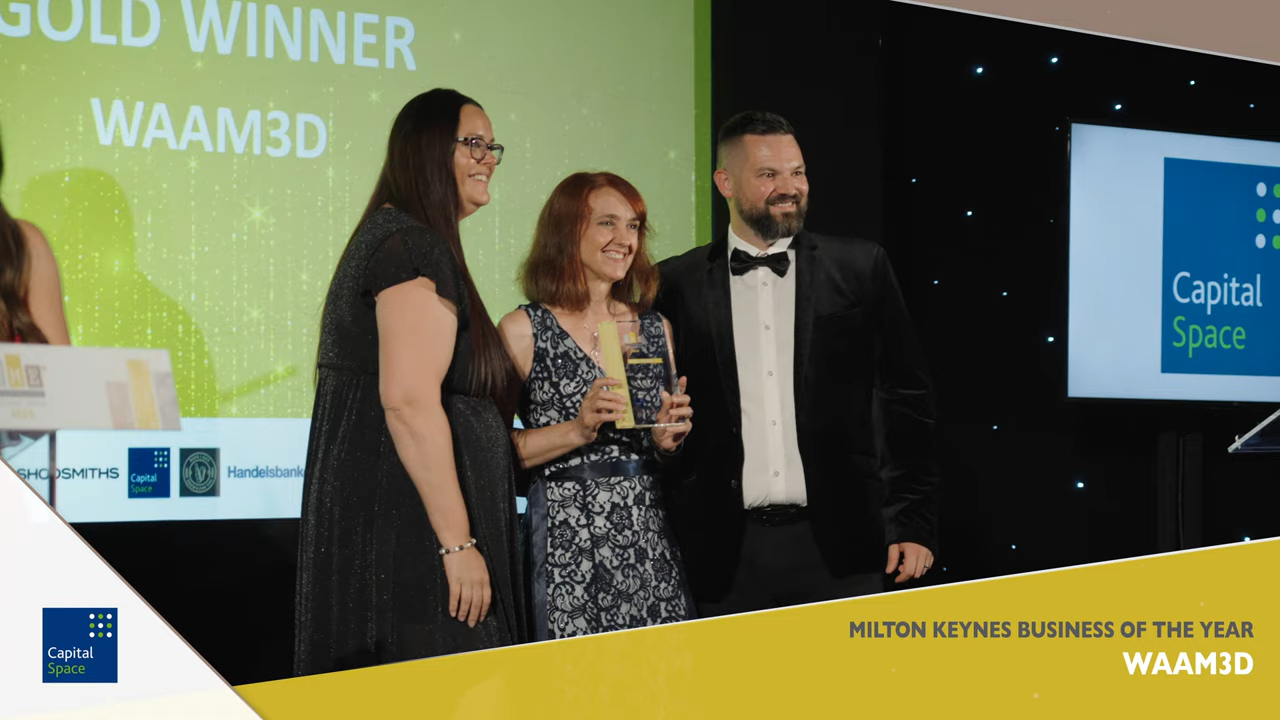 GOLD WINNER
WAAM3D
Capital
Space
SHOOSMITHS
Capital
Space
Handelsbank
MILTON KEYNES BUSINESS OF THE YEAR
WAAM3D
Capital
Space